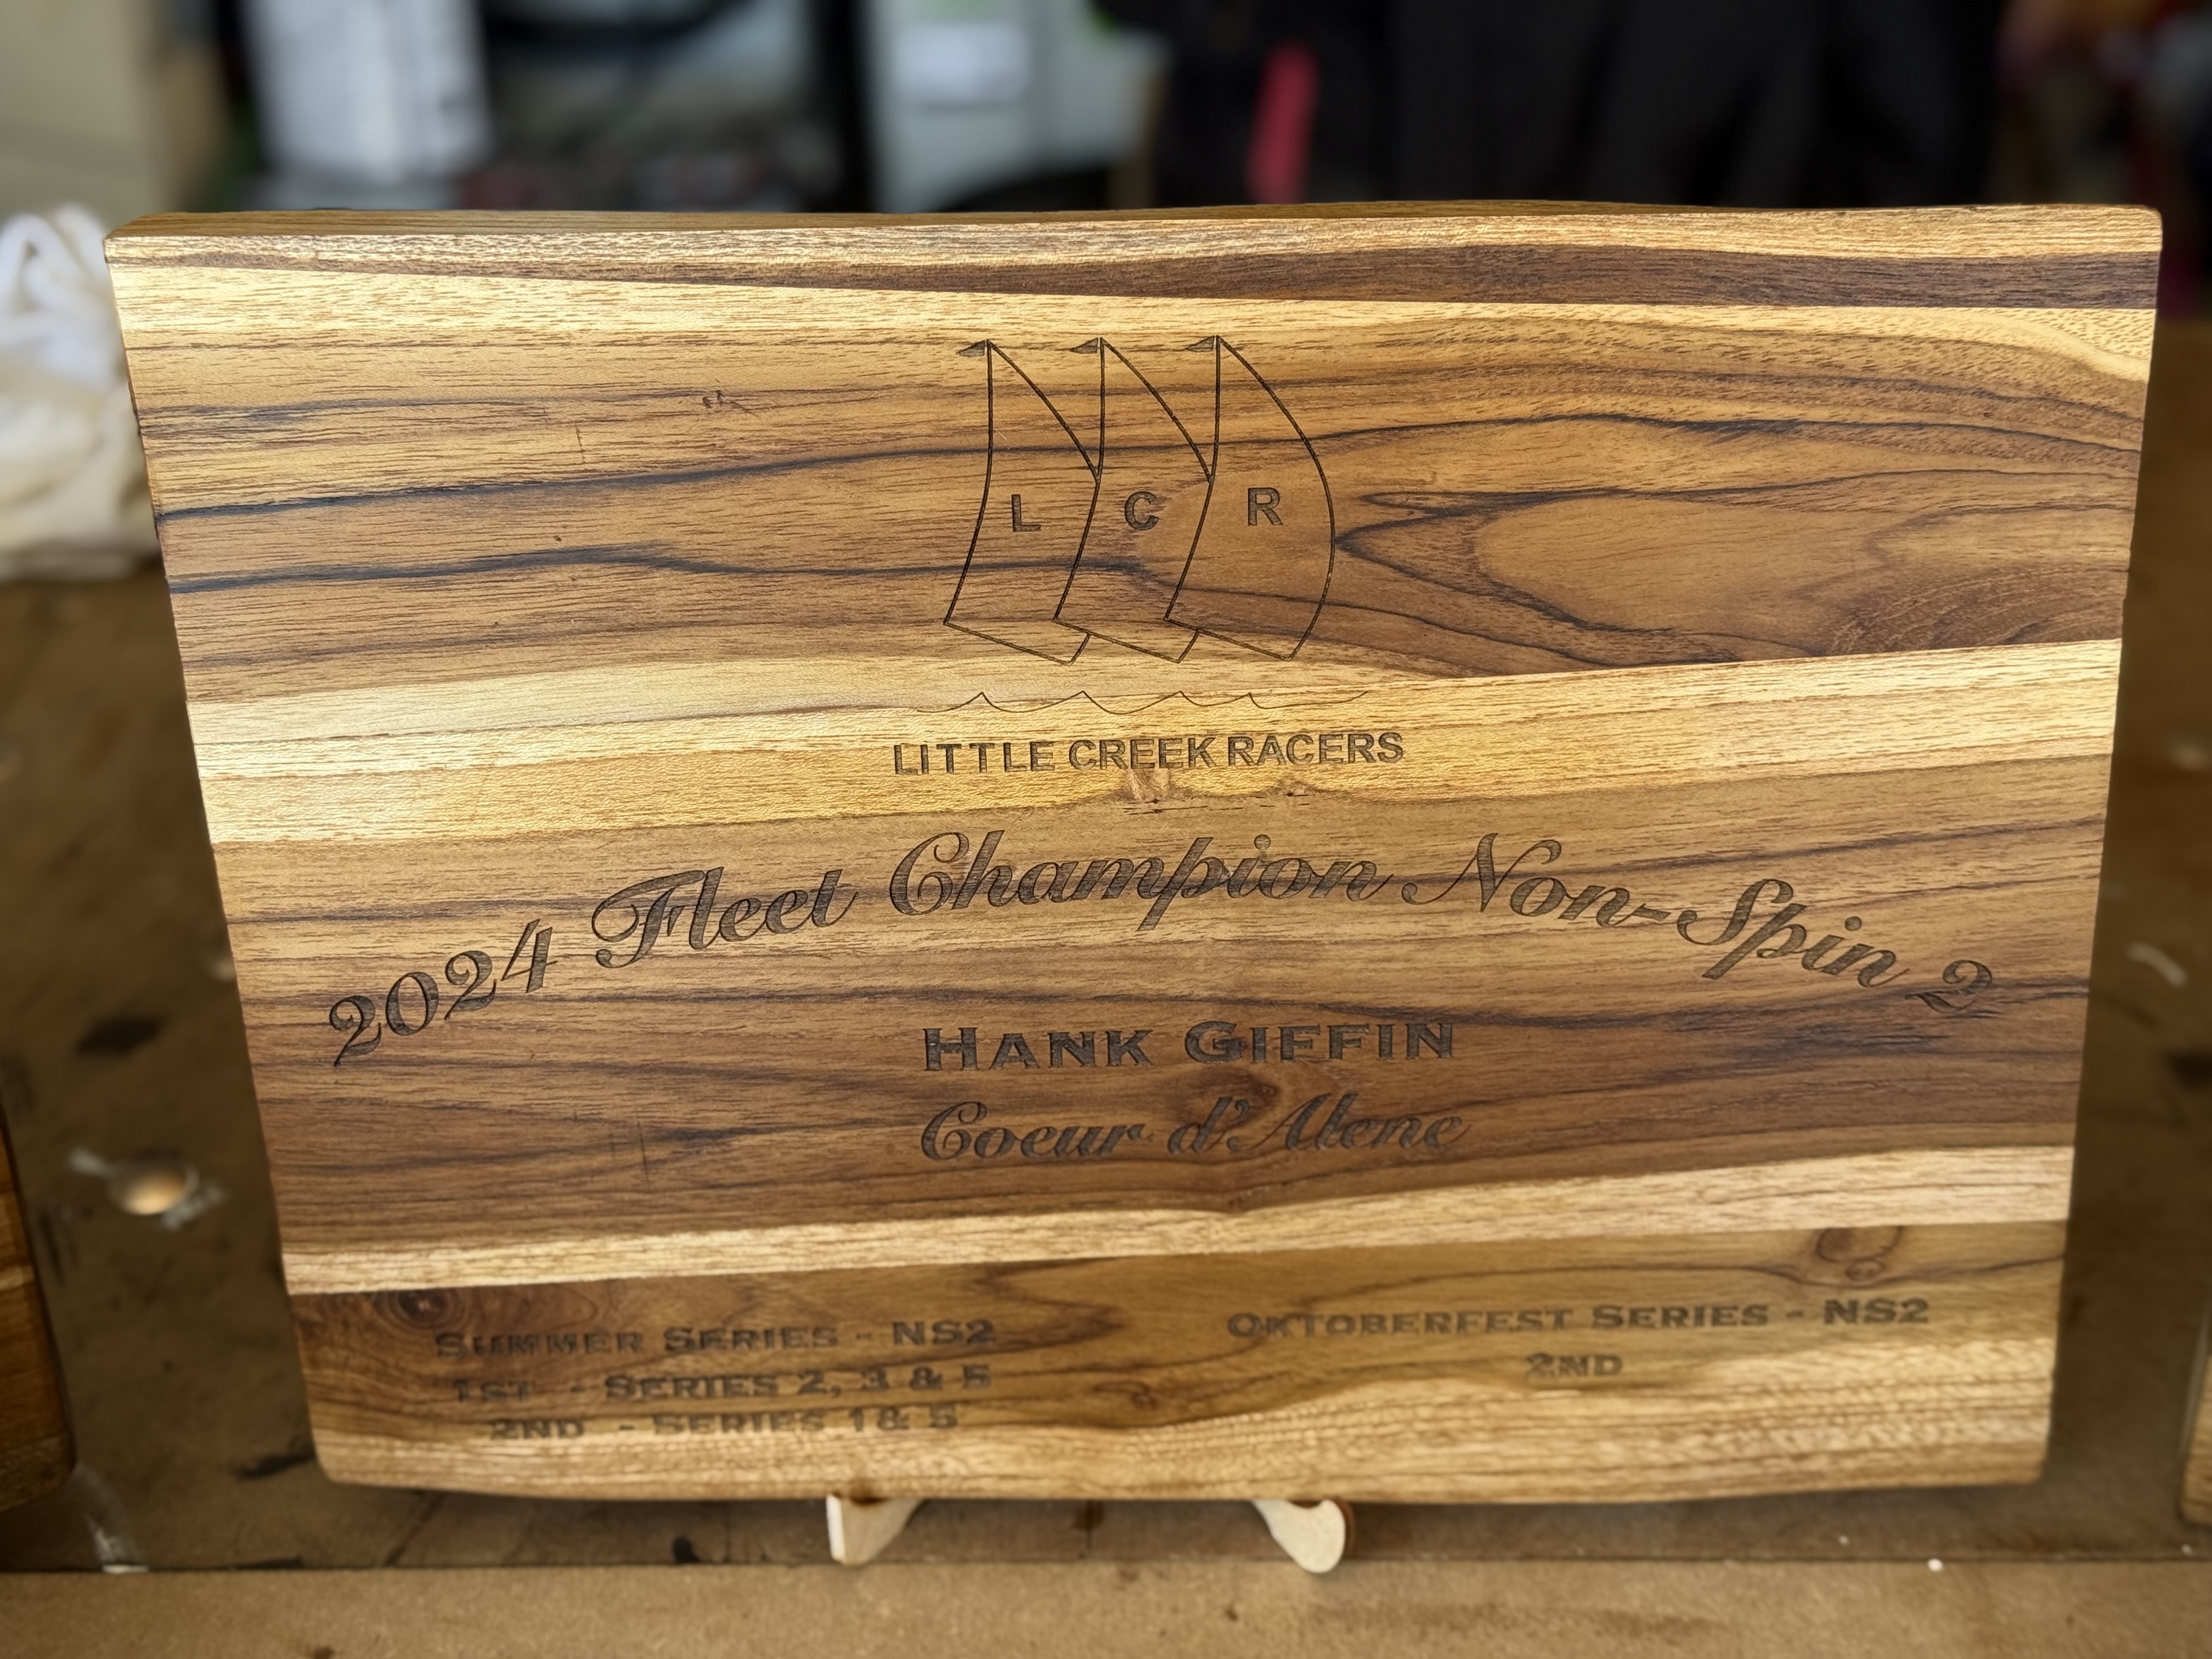 L C R
LITTLE CREEK RACERS
2024 Fleet Champion Non-Spin 2
HANK GIFFIN
Coeur d'Alene
SUMMER SERIES - NS2
1ST - SERIES 2, 3 & 5
2ND - SERIES 1 & 5
OKTOBERFEST SERIES - NS2
2ND